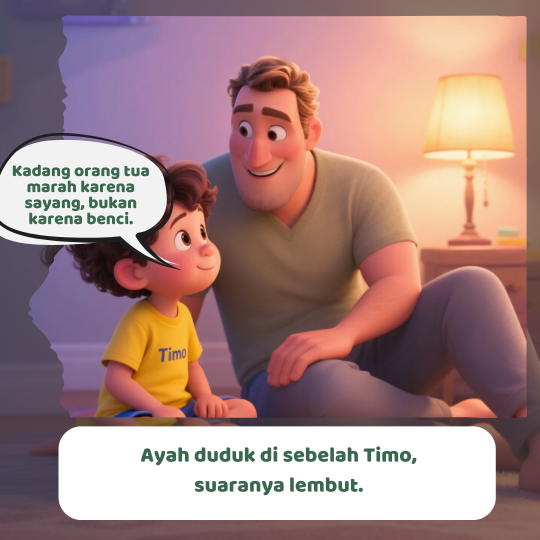 Kadang orang tua
marah karena
sayang, bukan
karena benci.
Timo
Ayah duduk di sebelah Timo,
suaranya lembut.